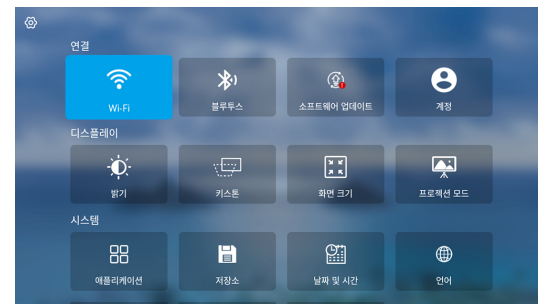 연결
Wi-Fi
블루투스
소프트웨어 업데이트
계정
디스플레이
밝기
키스톤
화면 크기
프로젝션 모드
시스템
애플리케이션
저장소
날짜 및 시간
언어